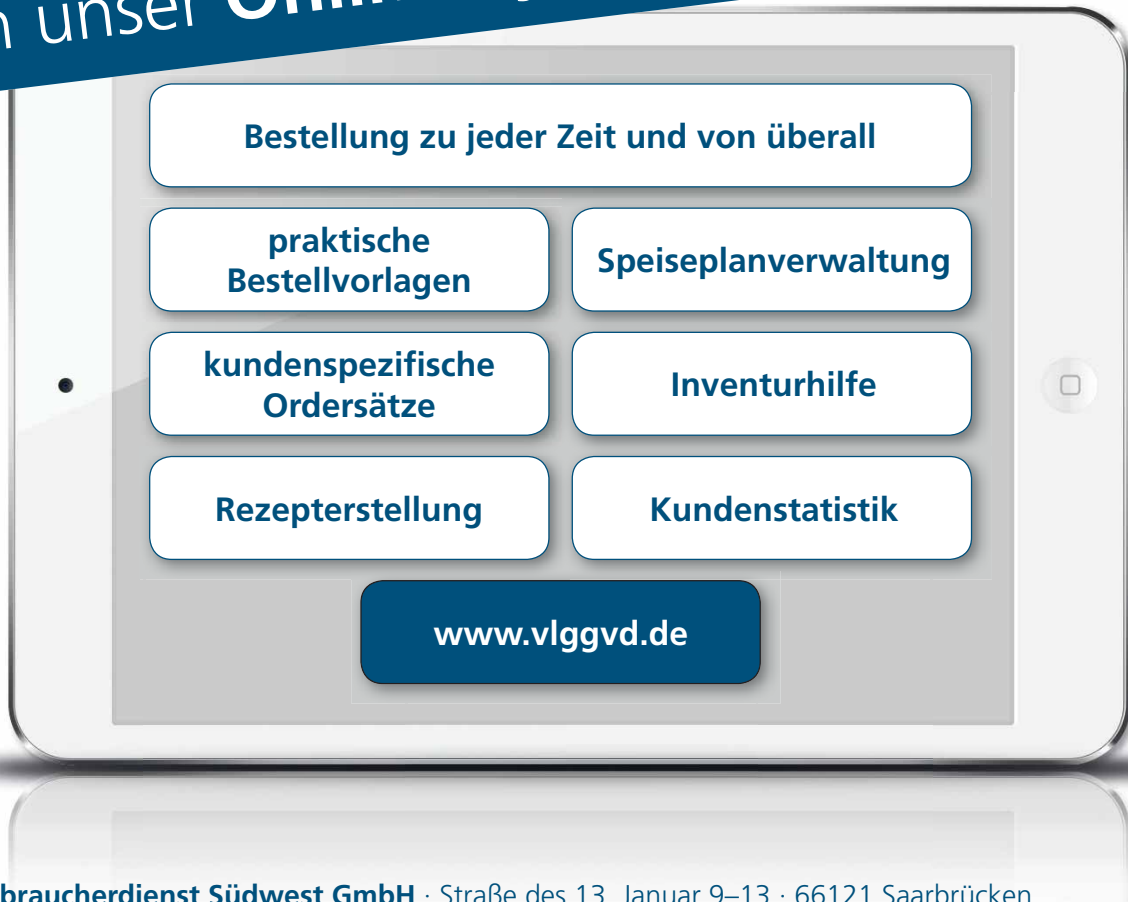 unser
Bestellung zu jeder Zeit und von überall
praktische
Bestellvorlagen
Speiseplanverwaltung
kundenspezifische
Ordersätze
Inventurhilfe
Rezepterstellung
Kundenstatistik
www.vlggvd.de
braucherdienst Südwest GmbH · Straße des 13. Januar 9–13 · 66121 Saarbrücken